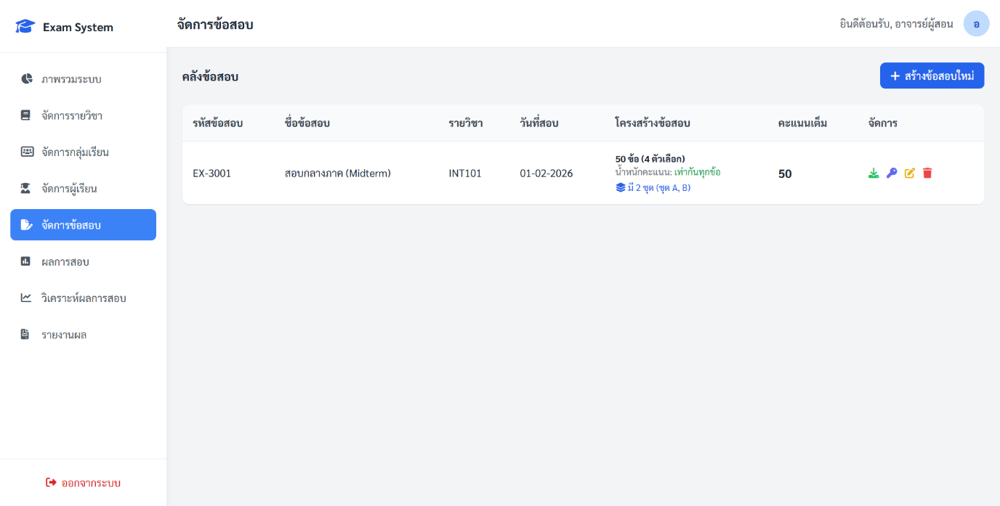 Exam System
จัดการข้อสอบ
ยินดีต้อนรับ, อาจารย์ผู้สอน
อ
ภาพรวมระบบ
จัดการรายวิชา
จัดการกลุ่มเรียน
จัดการผู้เรียน
จัดการข้อสอบ
ผลการสอบ
วิเคราะห์ผลการสอบ
รายงานผล
ออกจากระบบ
คลังข้อสอบ
สร้างข้อสอบใหม่
รหัสข้อสอบ ชื่อข้อสอบ รายวิชา วันที่สอบ โครงสร้างข้อสอบ คะแนนเต็ม จัดการ
EX-3001 สอบกลางภาค (Midterm) INT101 01-02-2026 50 ข้อ (4 ตัวเลือก) 50
น้ำหนักคะแนน: เท่ากันทุกข้อ
มี 2 ชุด (ชุด A, B)